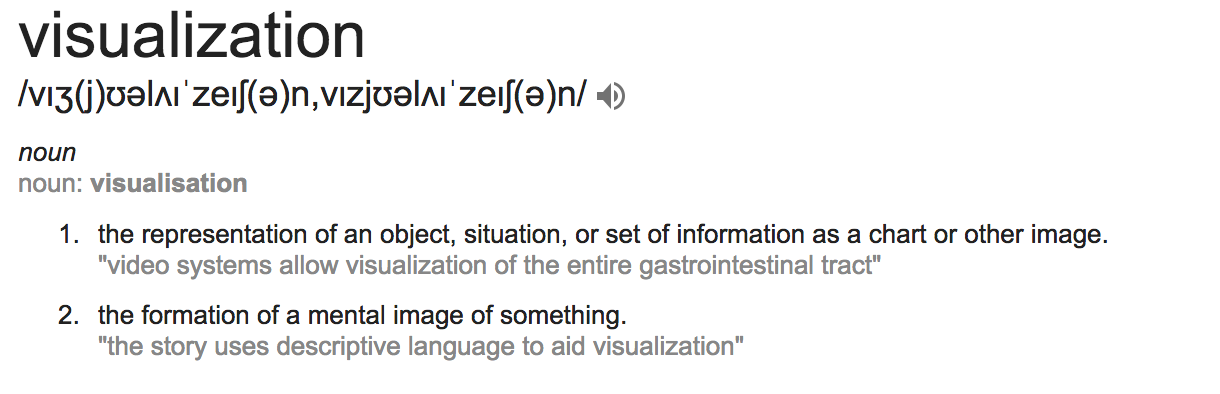 visualization
/vɪʒ(j)ʊəlʌɪˈzeɪʃ(ə)n,vɪzjʊəlʌɪˈzeɪʃ(ə)n/
noun
noun: visualisation
1. the representation of an object, situation, or set of information as a chart or other image.
"video systems allow visualization of the entire gastrointestinal tract"
2. the formation of a mental image of something.
"the story uses descriptive language to aid visualization"